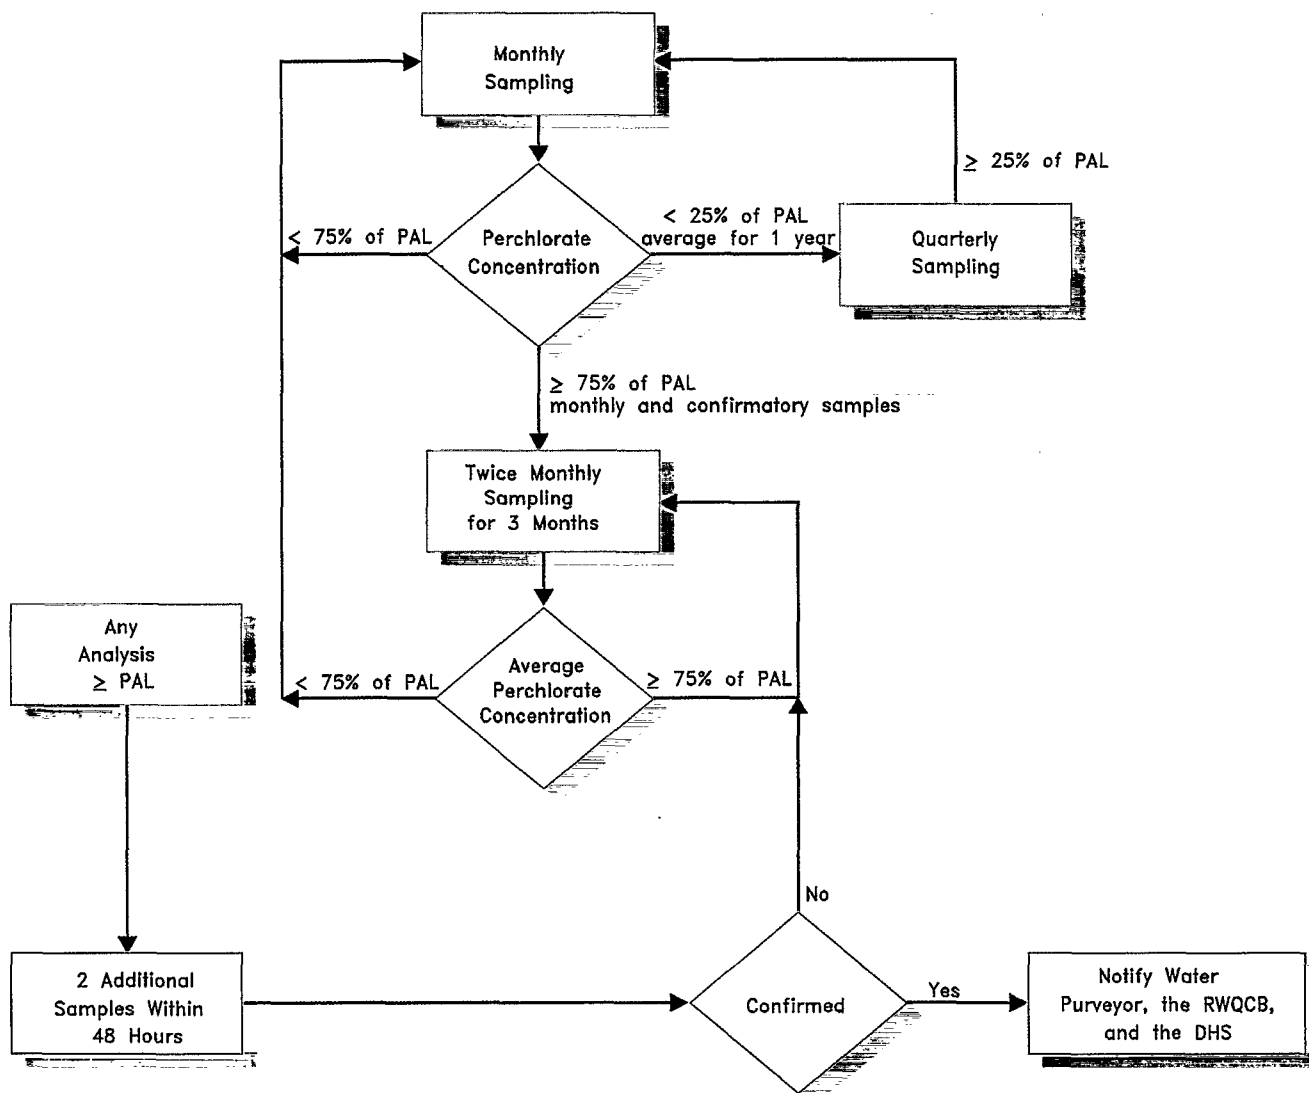 Monthly
Sampling
≥ 25% of PAL
< 75% of PAL
Perchlorate
Concentration
< 25% of PAL
average for 1 year
Quarterly
Sampling
≥ 75% of PAL
monthly and confirmatory samples
Twice Monthly
Sampling
for 3 Months
Any
Analysis
≥ PAL
< 75% of PAL
Average
Perchlorate
Concentration
≥ 75% of PAL
No
2 Additional
Samples Within
48 Hours
Confirmed
Yes
Notify Water
Purveyor, the RWQCB,
and the DHS